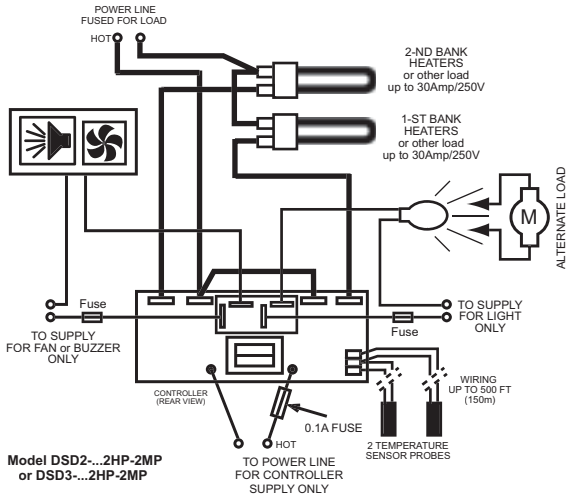 POWER LINE
FUSED FOR LOAD
HOT
2-ND BANK
HEATERS
or other load
up to 30Amp/250V
1-ST BANK
HEATERS
or other load
up to 30Amp/250V
M
ALTERNATE LOAD
Fuse
TO SUPPLY
FOR FAN or BUZZER
ONLY
Fuse
TO SUPPLY
FOR LIGHT
ONLY
CONTROLLER
(REAR VIEW)
0.1A FUSE
WIRING
UP TO 500 FT
(150m)
2 TEMPERATURE
SENSOR PROBES
HOT
TO POWER LINE
FOR CONTROLLER
SUPPLY ONLY
Model DSD2-...2HP-2MP
or DSD3-...2HP-2MP